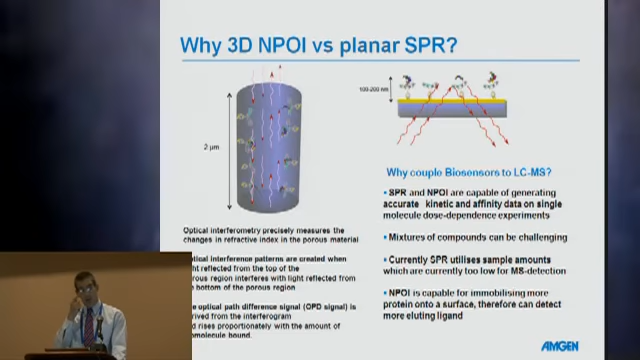 Why 3D NPOI vs planar SPR?
100-200 nm
2 µm
Why couple Biosensors to LC-MS?
• SPR and NPOI are capable of generating
accurate kinetic and affinity data on single
molecule dose-dependence experiments
• Mixtures of compounds can be challenging
• Currently SPR utilises sample amounts
which are currently too low for MS-detection
• NPOI is capable for immobilising more
protein onto a surface, therefore can detect
more eluting ligand
Optical interferometry precisely measures the
changes in refractive index in the porous material
tical interference patterns are created when
ht reflected from the top of the
rous region interferes with light reflected from
bottom of the porous region
e optical path difference signal (OPD signal) is
rived from the interferogram
d rises proportionately with the amount of
molecule bound.
AMGEN